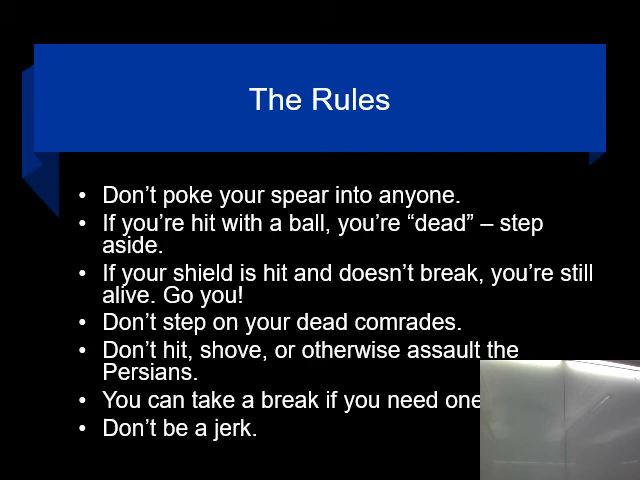 The Rules
• Don’t poke your spear into anyone.
• If you’re hit with a ball, you’re “dead” – step
aside.
• If your shield is hit and doesn’t break, you’re still
alive. Go you!
• Don’t step on your dead comrades.
• Don’t hit, shove, or otherwise assault the
Persians.
• You can take a break if you need one
• Don’t be a jerk.